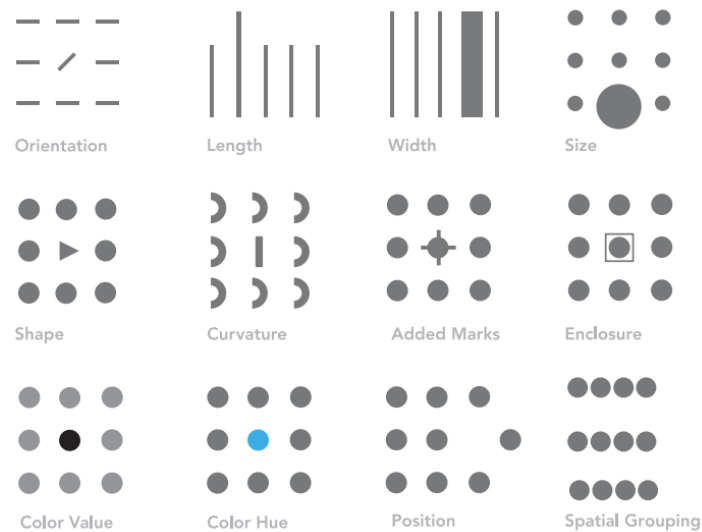 Orientation
Length
Width
Size
Shape
Curvature
Added Marks
Enclosure
Color Value
Color Hue
Position
Spatial Grouping